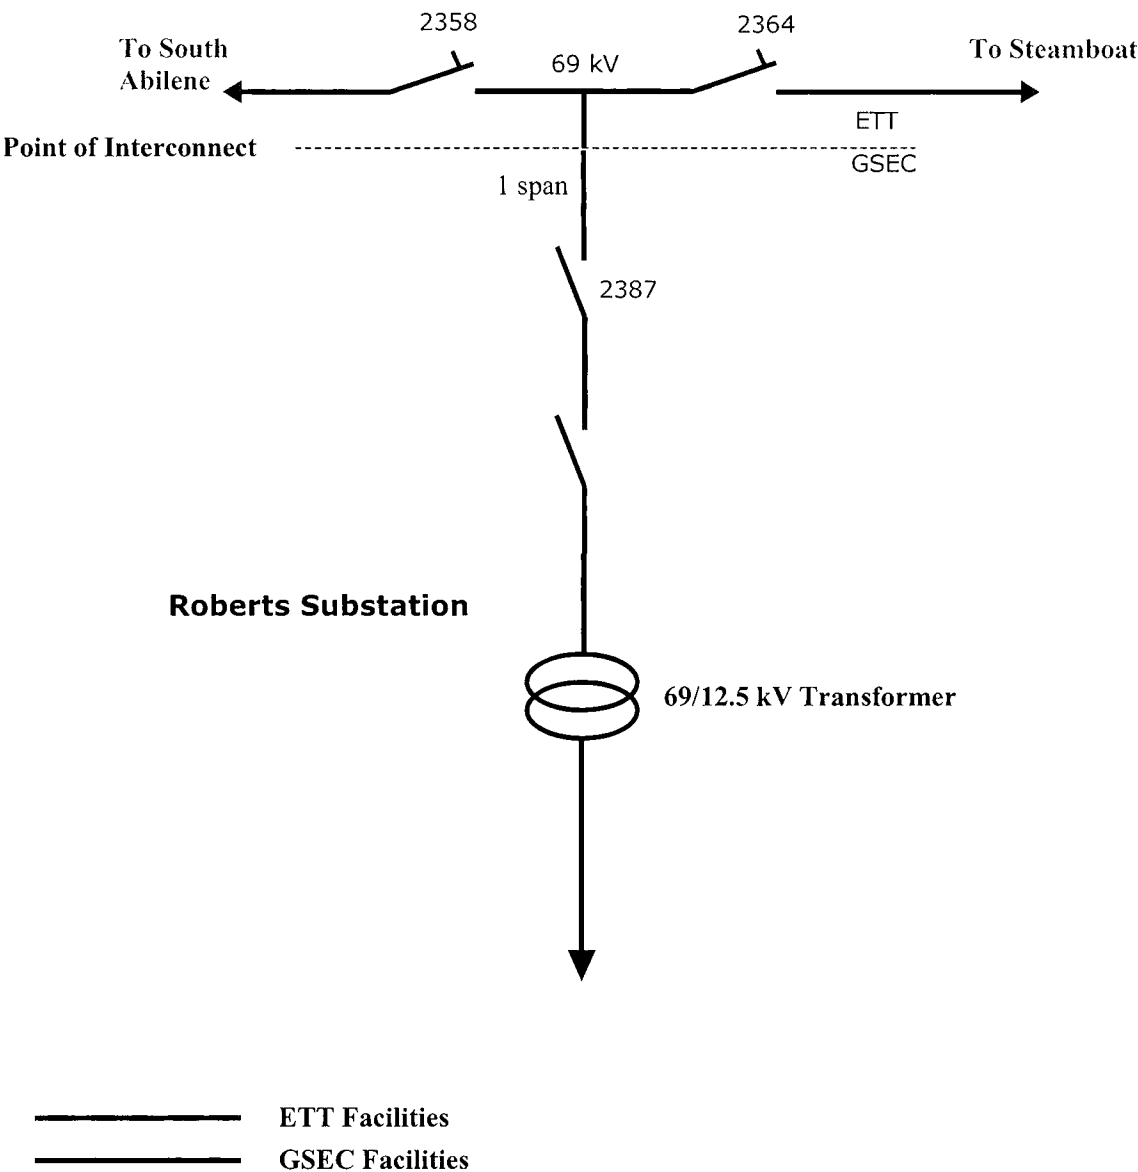 2358
2364
To South
Abilene
69 kV
To Steamboat
ETT
Point of Interconnect
GSEC
1 span
2387
Roberts Substation
69/12.5 kV Transformer
ETT Facilities
GSEC Facilities